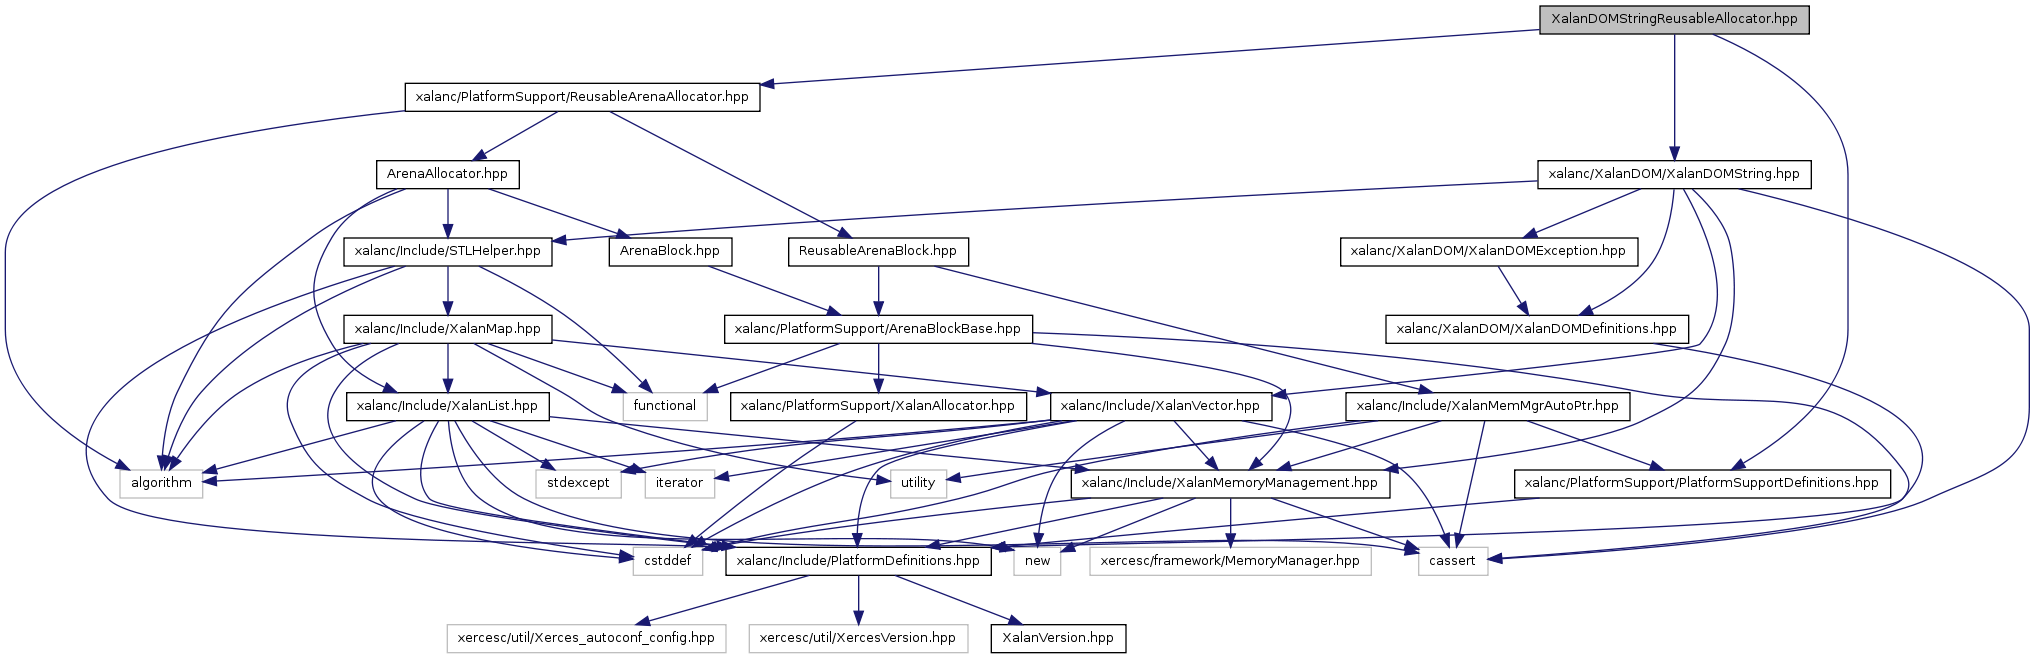 XalanDOMStringReusableAllocator.hpp
xalanc/PlatformSupport/ReusableArenaAllocator.hpp
ArenaAllocator.hpp
xalanc/XalanDOM/XalanDOMString.hpp
xalanc/Include/STLHelper.hpp
ArenaBlock.hpp
ReusableArenaBlock.hpp
xalanc/XalanDOM/XalanDOMException.hpp
xalanc/Include/XalanMap.hpp
xalanc/PlatformSupport/ArenaBlockBase.hpp
xalanc/XalanDOM/XalanDOMDefinitions.hpp
xalanc/Include/XalanList.hpp
functional
xalanc/PlatformSupport/XalanAllocator.hpp
xalanc/Include/XalanVector.hpp
xalanc/Include/XalanMemMgrAutoPtr.hpp
algorithm
stdexcept
iterator
utility
xalanc/Include/XalanMemoryManagement.hpp
xalanc/PlatformSupport/PlatformSupportDefinitions.hpp
cstddef
xalanc/Include/PlatformDefinitions.hpp
new
xercesc/framework/MemoryManager.hpp
cassert
xercesc/util/Xerces_autoconf_config.hpp
xercesc/util/XercesVersion.hpp
XalanVersion.hpp